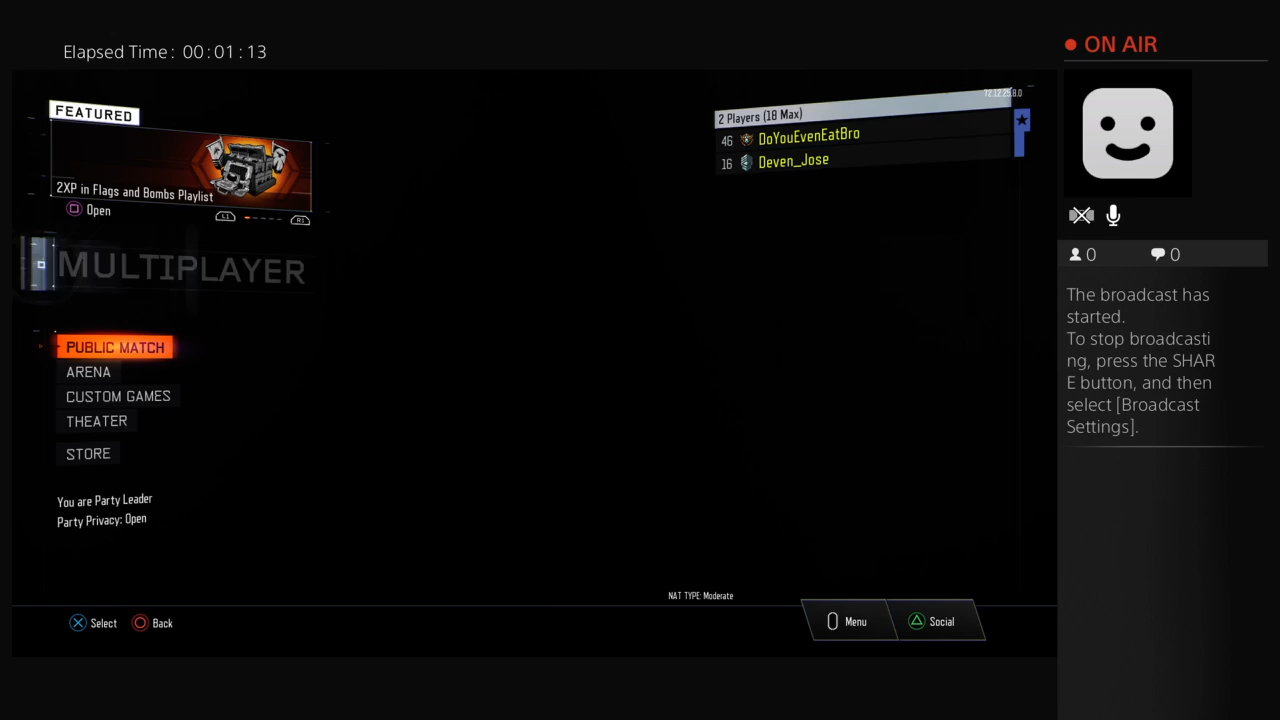 Elapsed Time: 00:01:13
ON AIR
FEATURED
2XP in Flags and Bombs Playlist
Open
L1
R1
MULTIPLAYER
PUBLIC MATCH
ARENA
CUSTOM GAMES
THEATER
STORE
You are Party Leader
Party Privacy: Open
2 Players (18 Max)
46 DoYouEvenEatBro
16 Deven_Jose
NAT TYPE: Moderate
Select
Back
Menu
Social
0
0
The broadcast has
started.
To stop broadcasti
ng, press the SHAR
E button, and then
select [Broadcast
Settings].